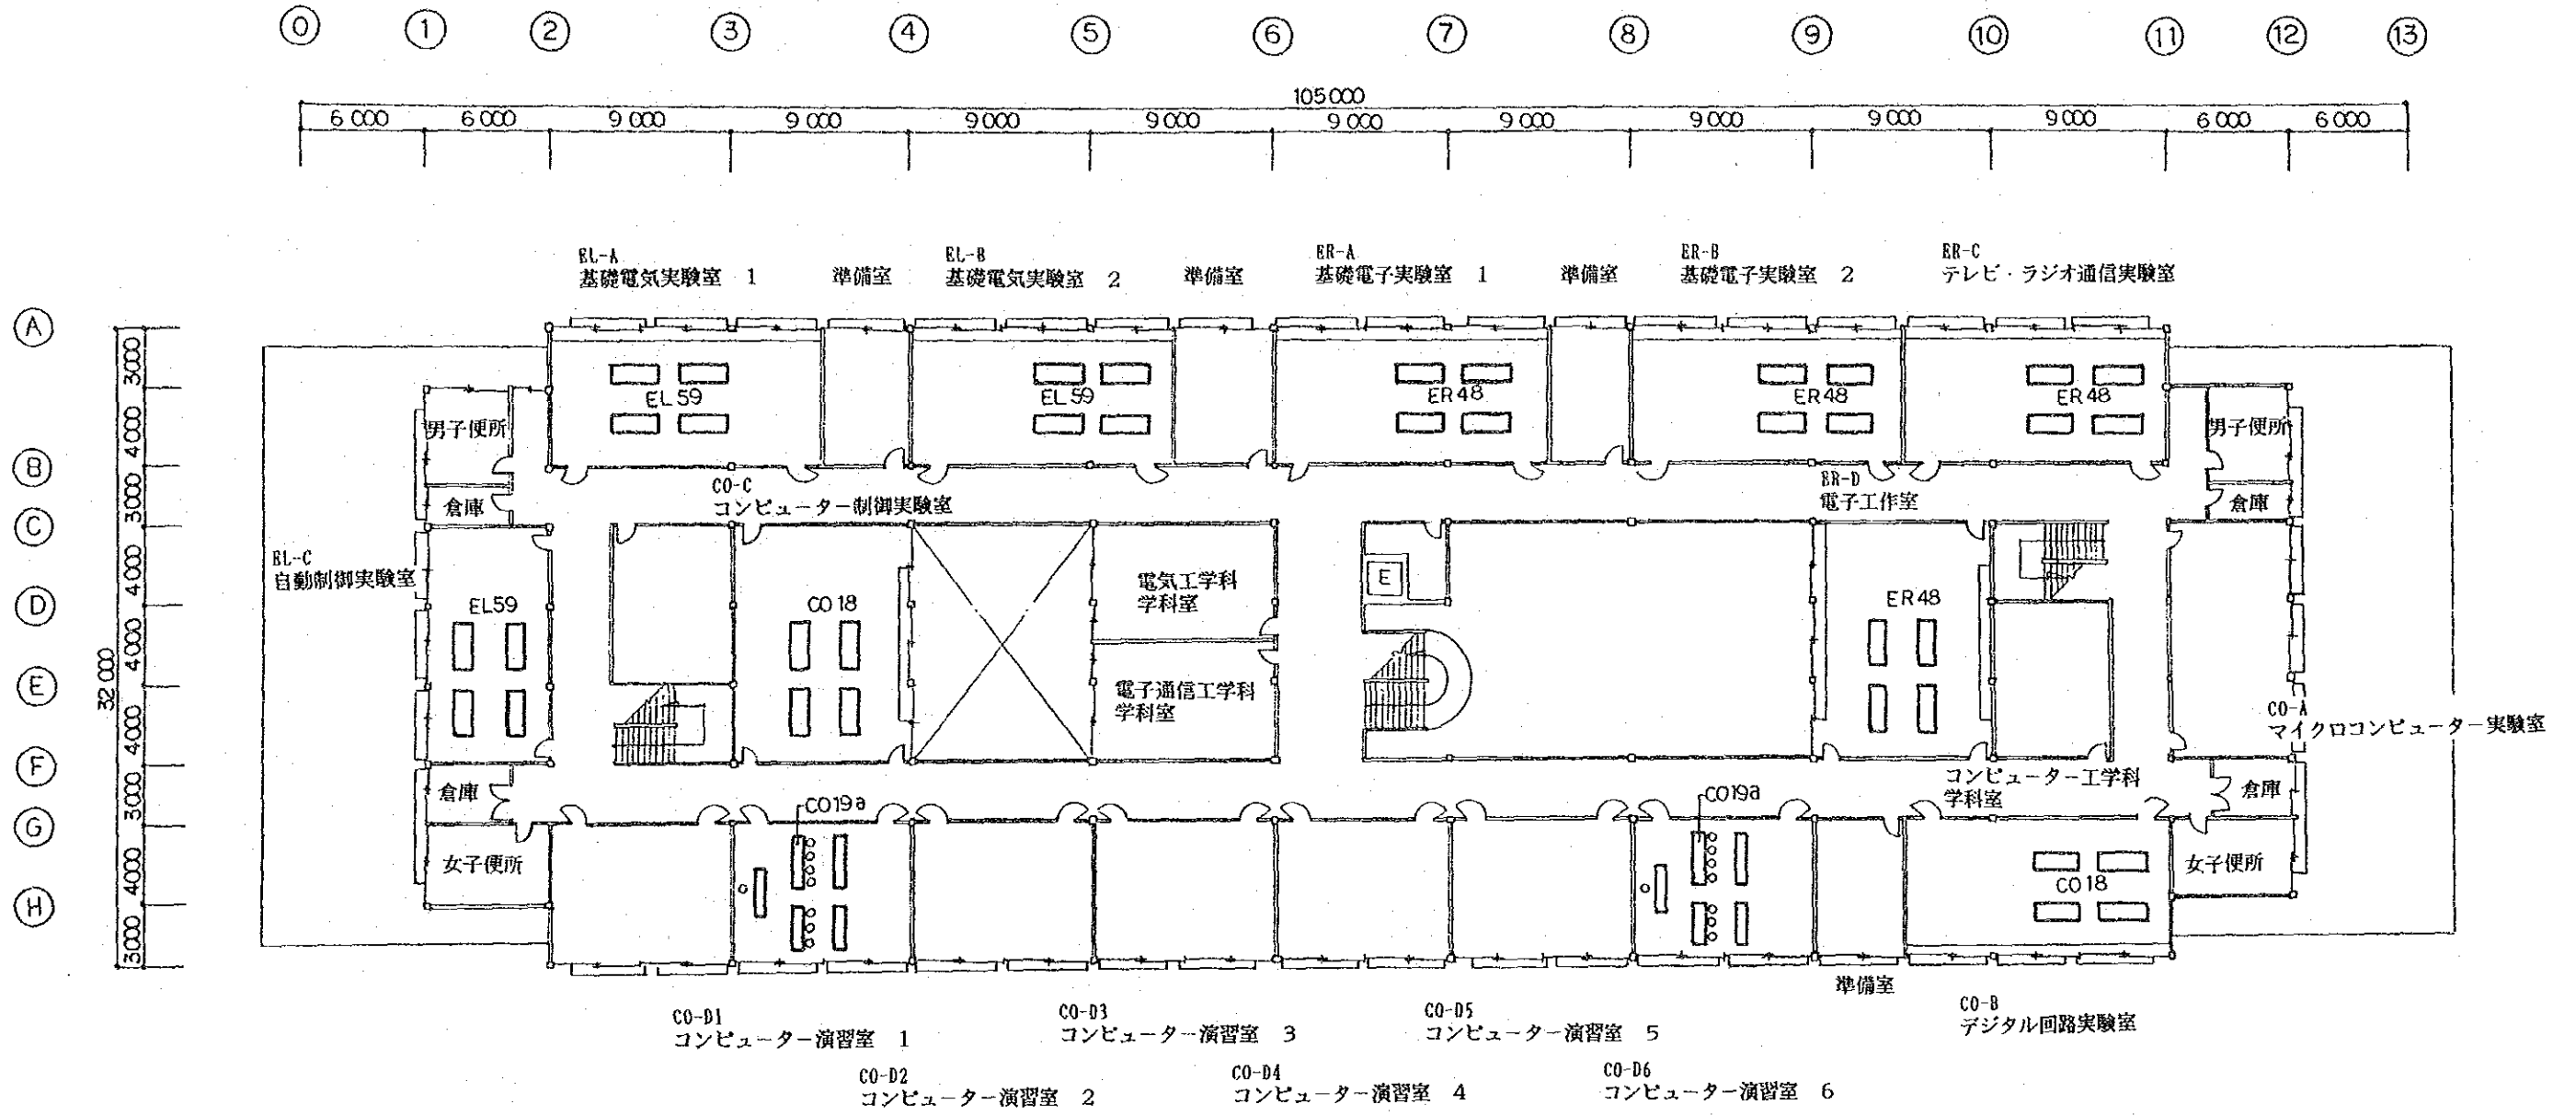 0 1 2 3 4 5 6 7 8 9 10 11 12 13
105000
6000 6000 9000 9000 9000 9000 9000 9000 9000 9000 9000 6000 6000
EL-A
基礎電気実験室 1
準備室
EL-B
基礎電気実験室 2
準備室
ER-A
基礎電子実験室 1
準備室
ER-B
基礎電子実験室 2
ER-C
テレビ・ラジオ通信実験室
A
B
C
D
E
F
G
H
3000
4000
3000
4000
4000
4000
3000
4000
3000
32000
EL59
EL59
ER48
ER48
ER48
男子便所
男子便所
倉庫
CO-C
コンピューター制御実験室
ER-D
電子工作室
倉庫
EL-C
自動制御実験室
EL59
CO18
電気工学科
学科室
E
ER48
電子通信工学科
学科室
CO-A
マイクロコンピューター実験室
倉庫
コンピューター工学科
学科室
倉庫
CO19a
CO19a
女子便所
CO18
女子便所
準備室
CO-D1
コンピューター演習室 1
CO-D3
コンピューター演習室 3
CO-D5
コンピューター演習室 5
CO-B
デジタル回路実験室
CO-D2
コンピューター演習室 2
CO-D4
コンピューター演習室 4
CO-D6
コンピューター演習室 6